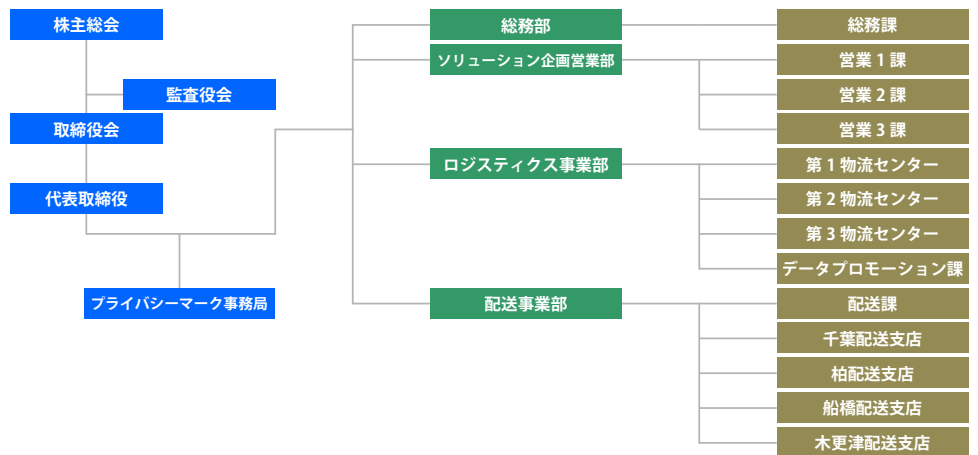 株主総会
監査役会
取締役会
代表取締役
プライバシーマーク事務局
総務部
ソリューション企画営業部
ロジスティクス事業部
配送事業部
総務課
営業1課
営業2課
営業3課
第1物流センター
第2物流センター
第3物流センター
データプロモーション課
配送課
千葉配送支店
柏配送支店
船橋配送支店
木更津配送支店